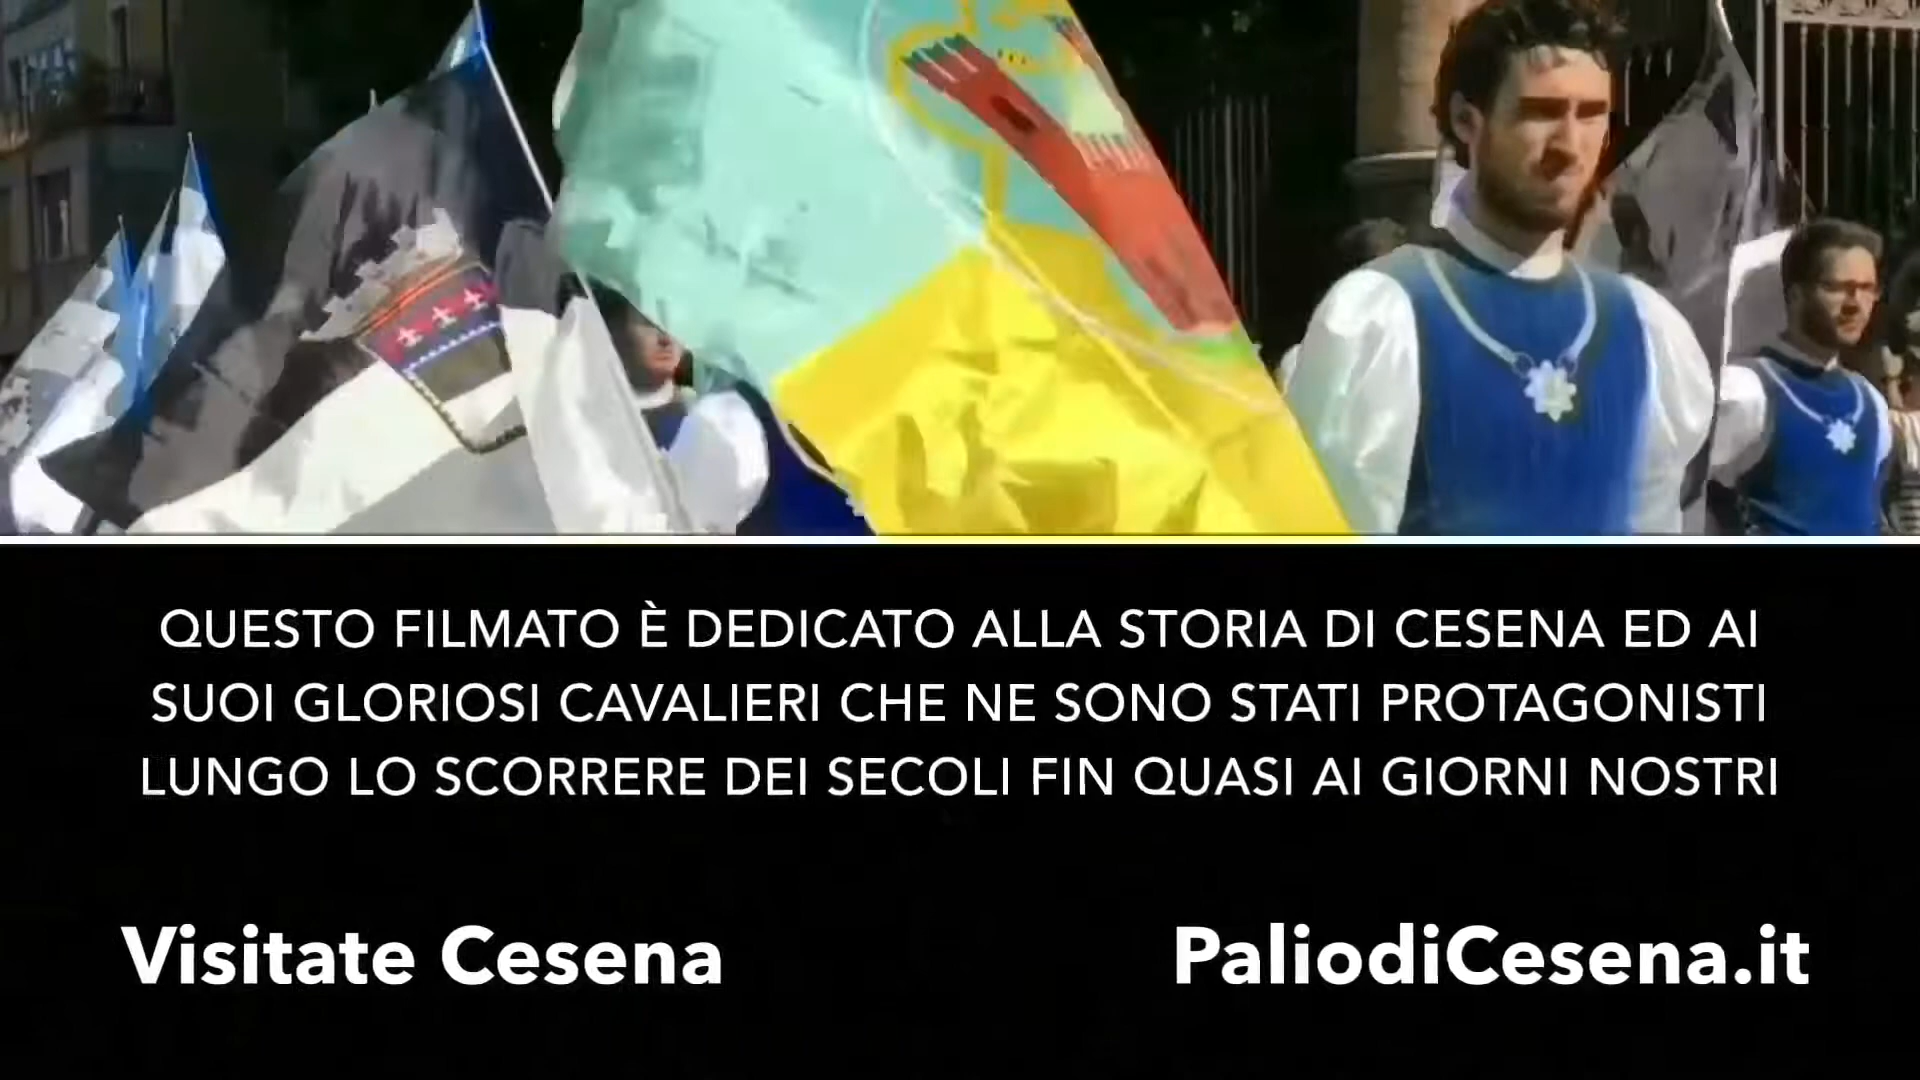 QUESTO FILMATO È DEDICATO ALLA STORIA DI CESENA ED AI
SUOI GLORIOSI CAVALIERI CHE NE SONO STATI PROTAGONISTI
LUNGO LO SCORRERE DEI SECOLI FIN QUASI AI GIORNI NOSTRI
Visitate Cesena
PaliodiCesena.it